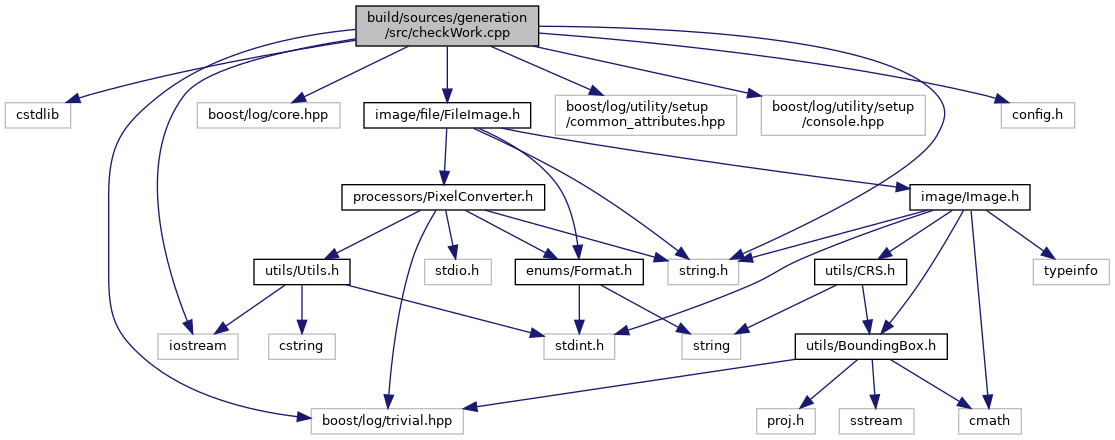 build/sources/generation
/src/checkWork.cpp
cstdlib
boost/log/core.hpp
image/file/FileImage.h
boost/log/utility/setup
/common_attributes.hpp
boost/log/utility/setup
/console.hpp
config.h
processors/PixelConverter.h
image/Image.h
utils/Utils.h
stdio.h
enums/Format.h
string.h
utils/CRS.h
typeinfo
iostream
cstring
stdint.h
string
utils/BoundingBox.h
boost/log/trivial.hpp
proj.h
sstream
cmath